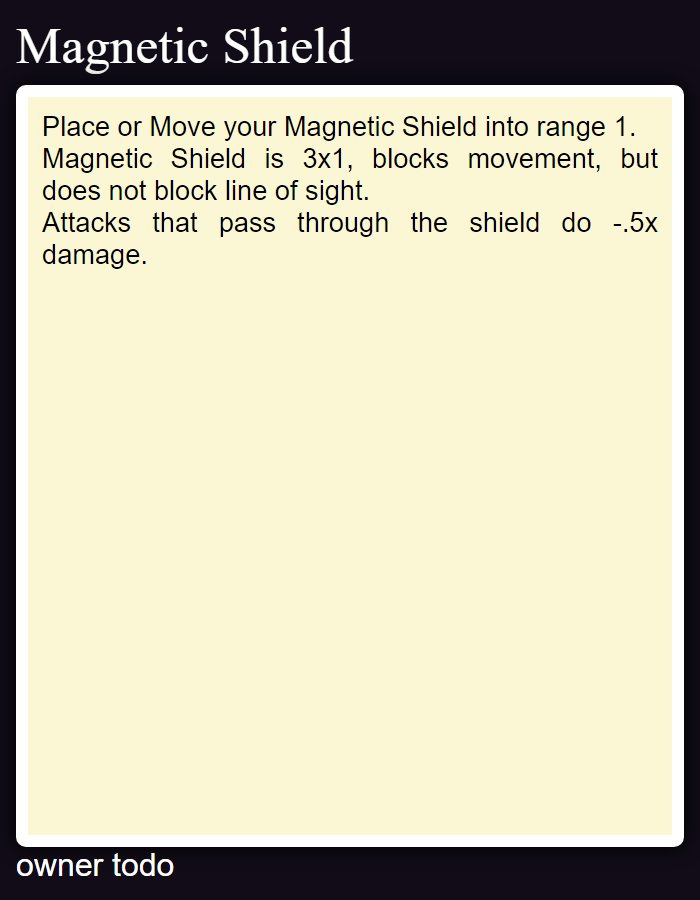 Magnetic Shield
Place or Move your Magnetic Shield into range 1.
Magnetic Shield is 3x1, blocks movement, but
does not block line of sight.
Attacks that pass through the shield do -.5x
damage.
owner todo